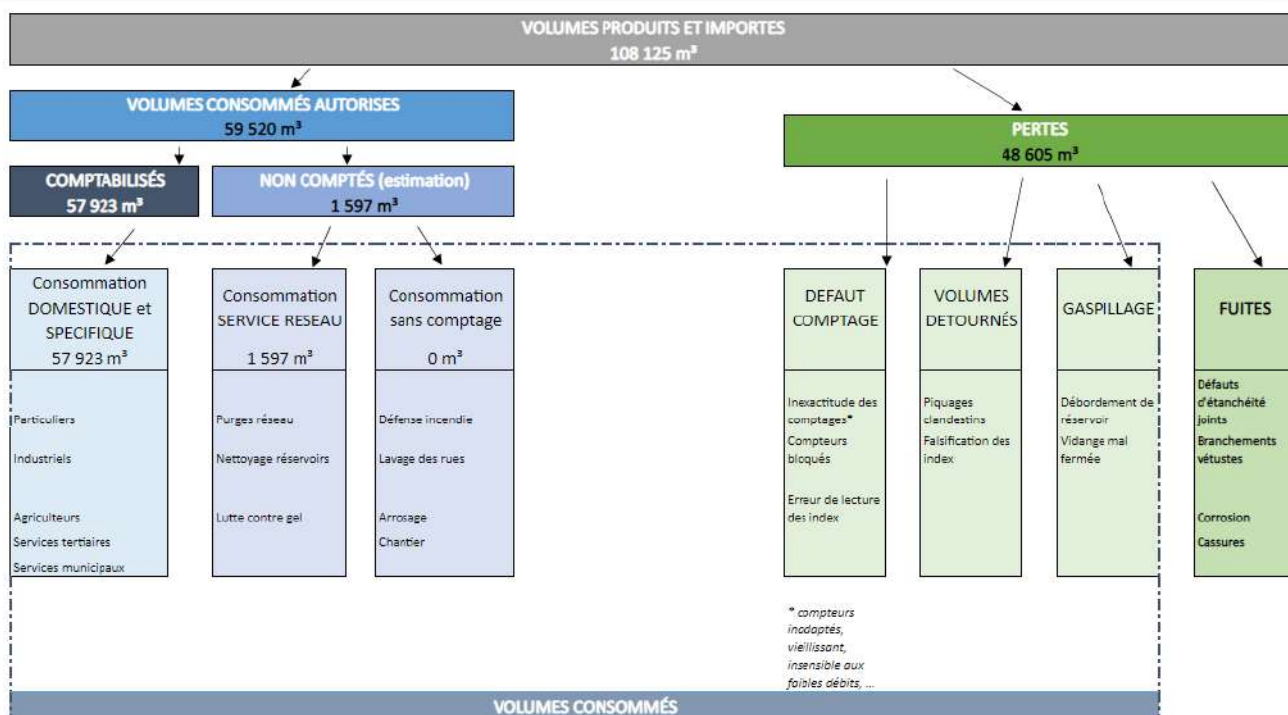 VOLUMES PRODUITS ET IMPORTES
108 125 m³
VOLUMES CONSOMMÉS AUTORISES
59 520 m³
PERTES
48 605 m³
COMPTABILISÉS
57 923 m³
NON COMPTÉS (estimation)
1 597 m³
Consommation
DOMESTIQUE et
SPECIFIQUE
57 923 m³
Particuliers
Industriels
Agriculteurs
Services tertiaires
Services municipaux
Consommation
SERVICE RESEAU
1 597 m³
Purges réseau
Nettoyage réservoirs
Lutte contre gel
Consommation
sans comptage
0 m³
Défense incendie
Lavage des rues
Arrosage
Chantier
DEFAUT
COMPTAGE
Inexactitude des
comptages*
Compteurs
bloqués
Erreur de lecture
des index
VOLUMES
DETOURNÉS
Piquages
clandestins
Falsification des
index
GASPILLAGE
Débordement de
réservoir
Vidange mal
fermée
FUITES
Défauts
d'étanchéité
joints
Branchements
vétustes
Corrosion
Cassures
* compteurs
inadaptés,
vieillissant,
insensible aux
faibles débits, ...
VOLUMES CONSOMMÉS